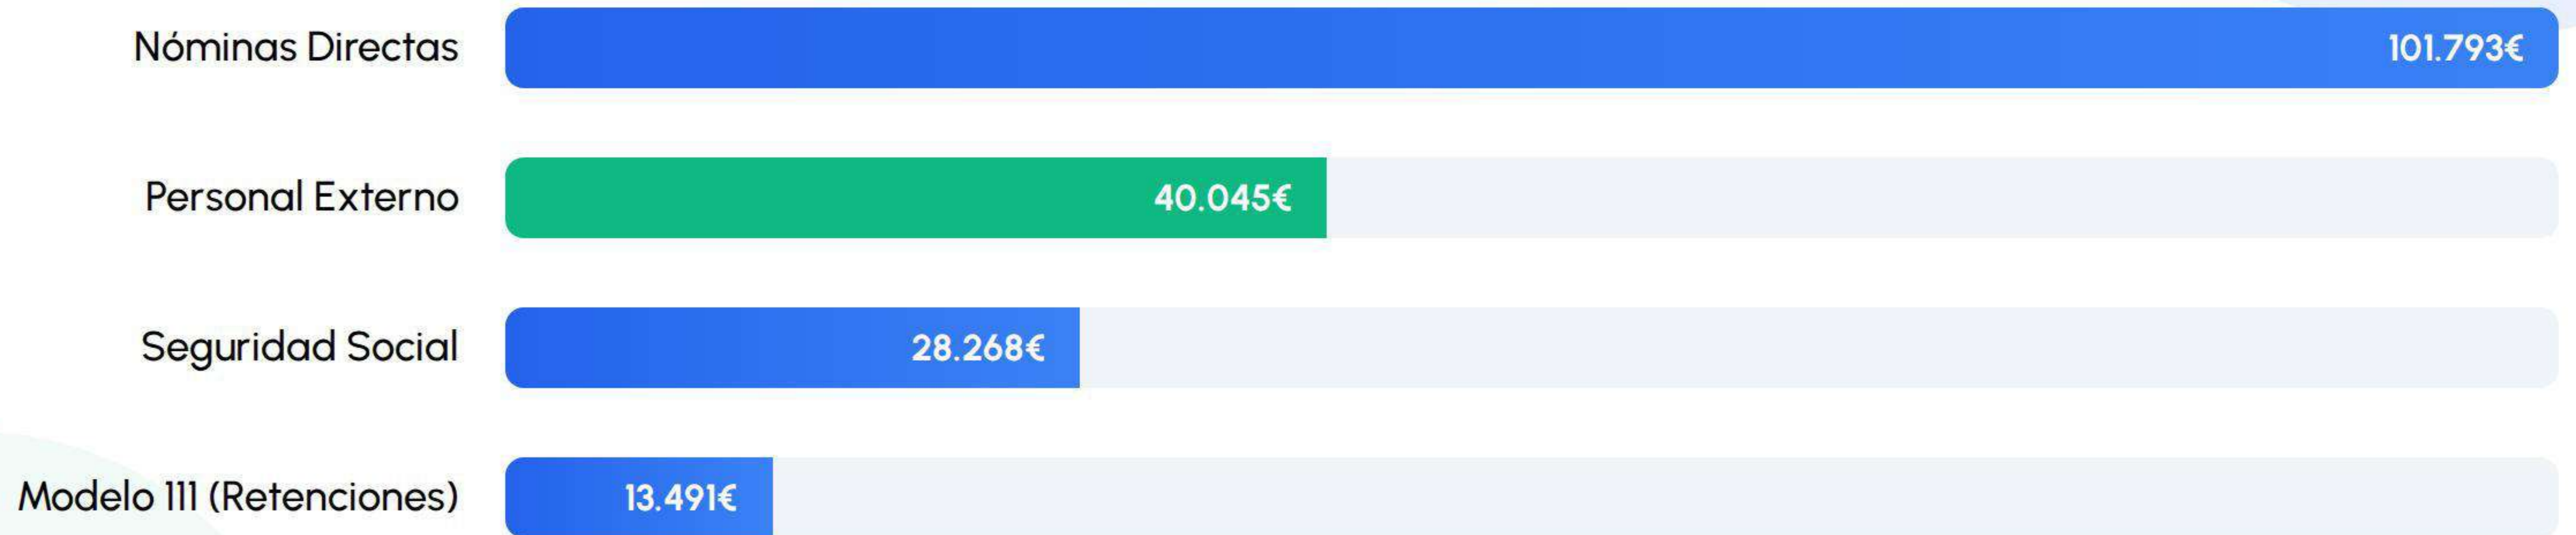 Nóminas Directas 101.793€
Personal Externo 40.045€
Seguridad Social 28.268€
Modelo 111 (Retenciones) 13.491€